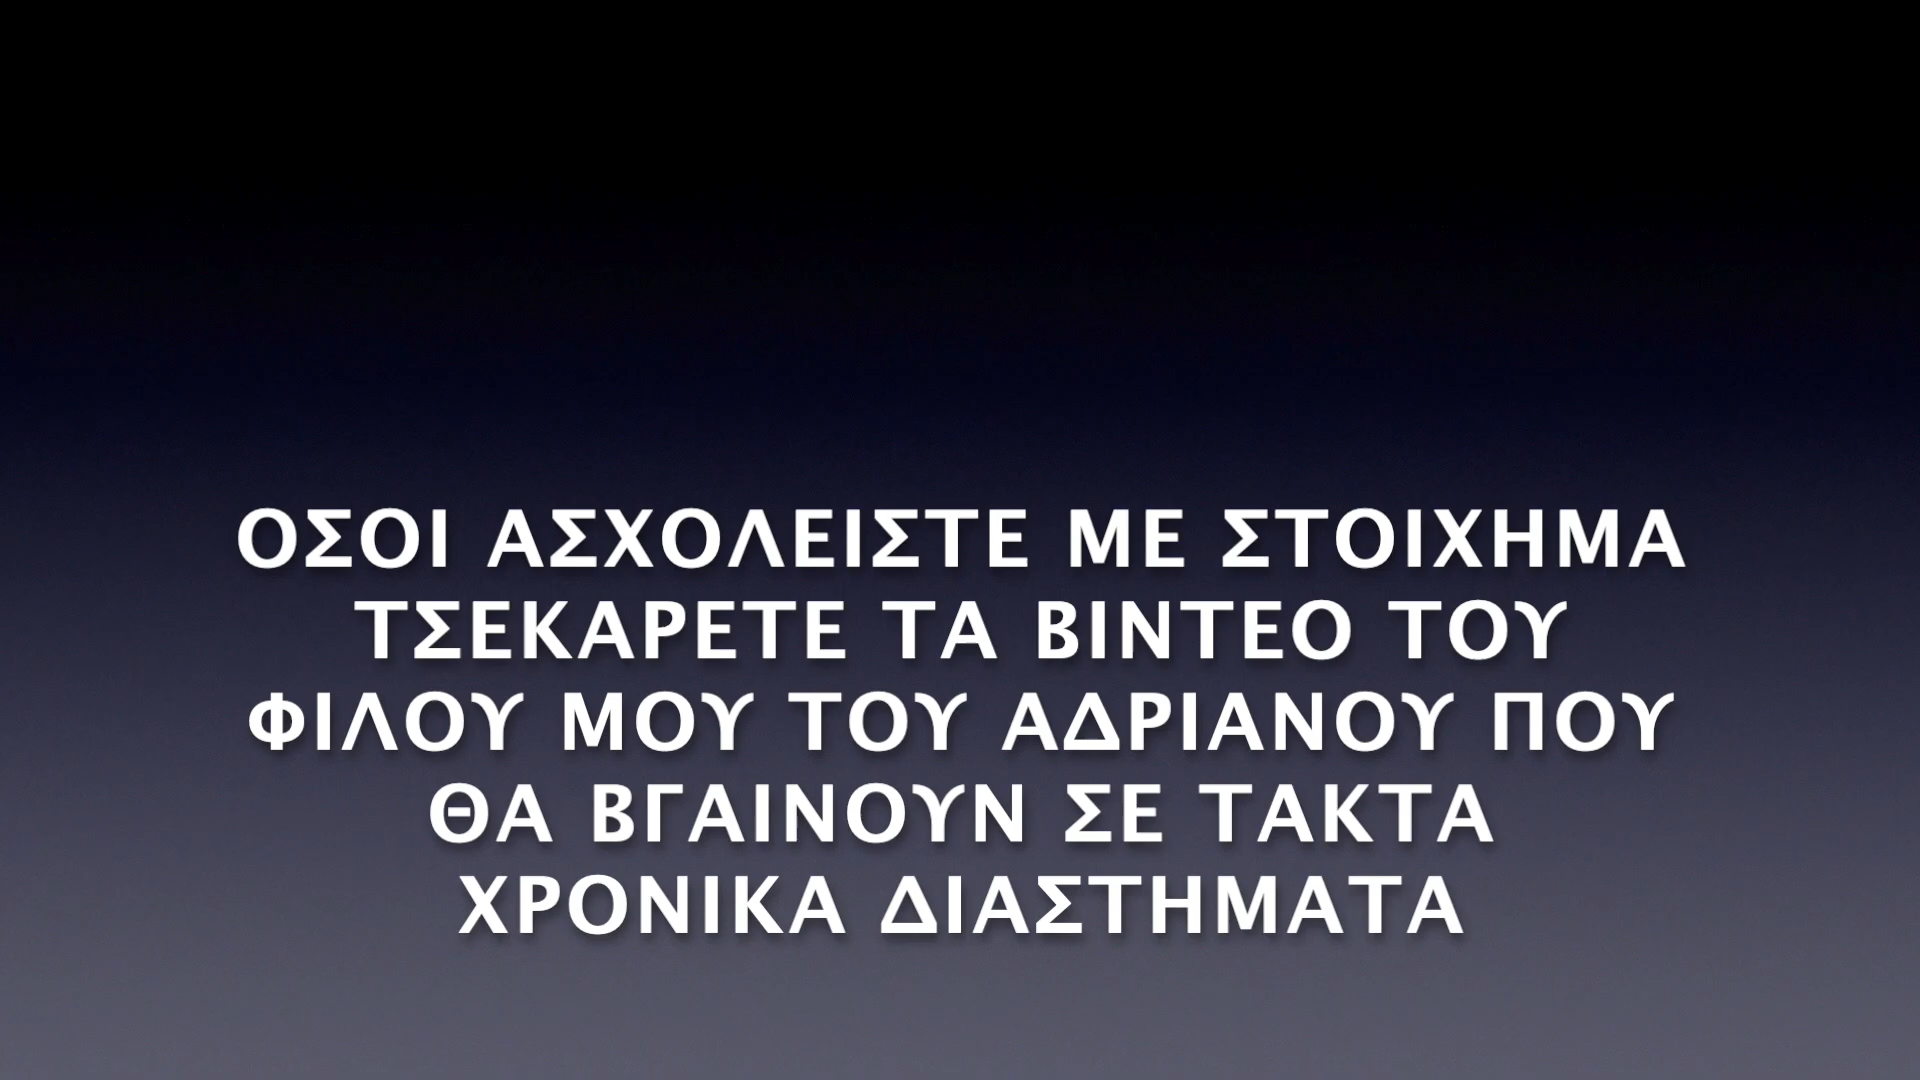 ΟΣΟΙ ΑΣΧΟΛΕΙΣΤΕ ΜΕ ΣΤΟΙΧΗΜΑ
ΤΣΕΚΑΡΕΤΕ ΤΑ ΒΙΝΤΕΟ ΤΟΥ
ΦΙΛΟΥ ΜΟΥ ΤΟΥ ΑΔΡΙΑΝΟΥ ΠΟΥ
ΘΑ ΒΓΑΙΝΟΥΝ ΣΕ ΤΑΚΤΑ
ΧΡΟΝΙΚΑ ΔΙΑΣΤΗΜΑΤΑ